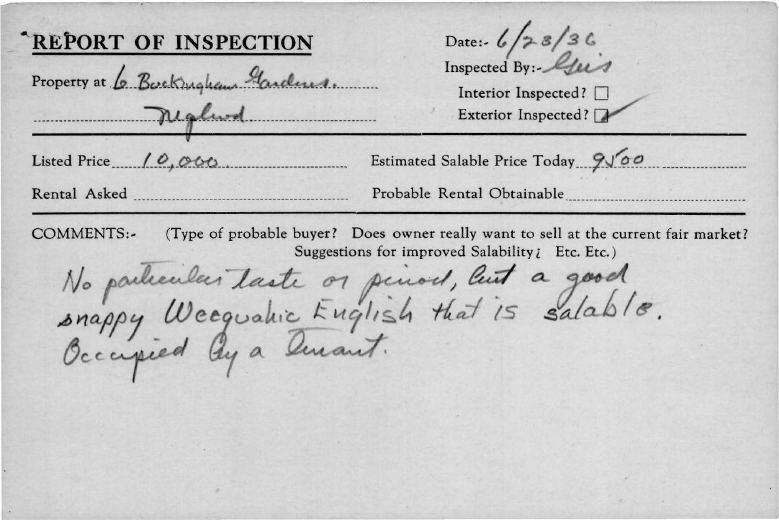 REPORT OF INSPECTION
Date:- 6/23/36
Inspected By:- Geis
Property at 6 Buckingham Gardens.
Interior Inspected?
Exterior Inspected?
Listed Price 10,000
Estimated Salable Price Today 9500
Rental Asked
Probable Rental Obtainable
COMMENTS:- (Type of probable buyer? Does owner really want to sell at the current fair market?
Suggestions for improved Salability¿ Etc. Etc.)
No particular taste or period, but a good
snappy Weequahic English that is salable.
Occupied by a tenant.